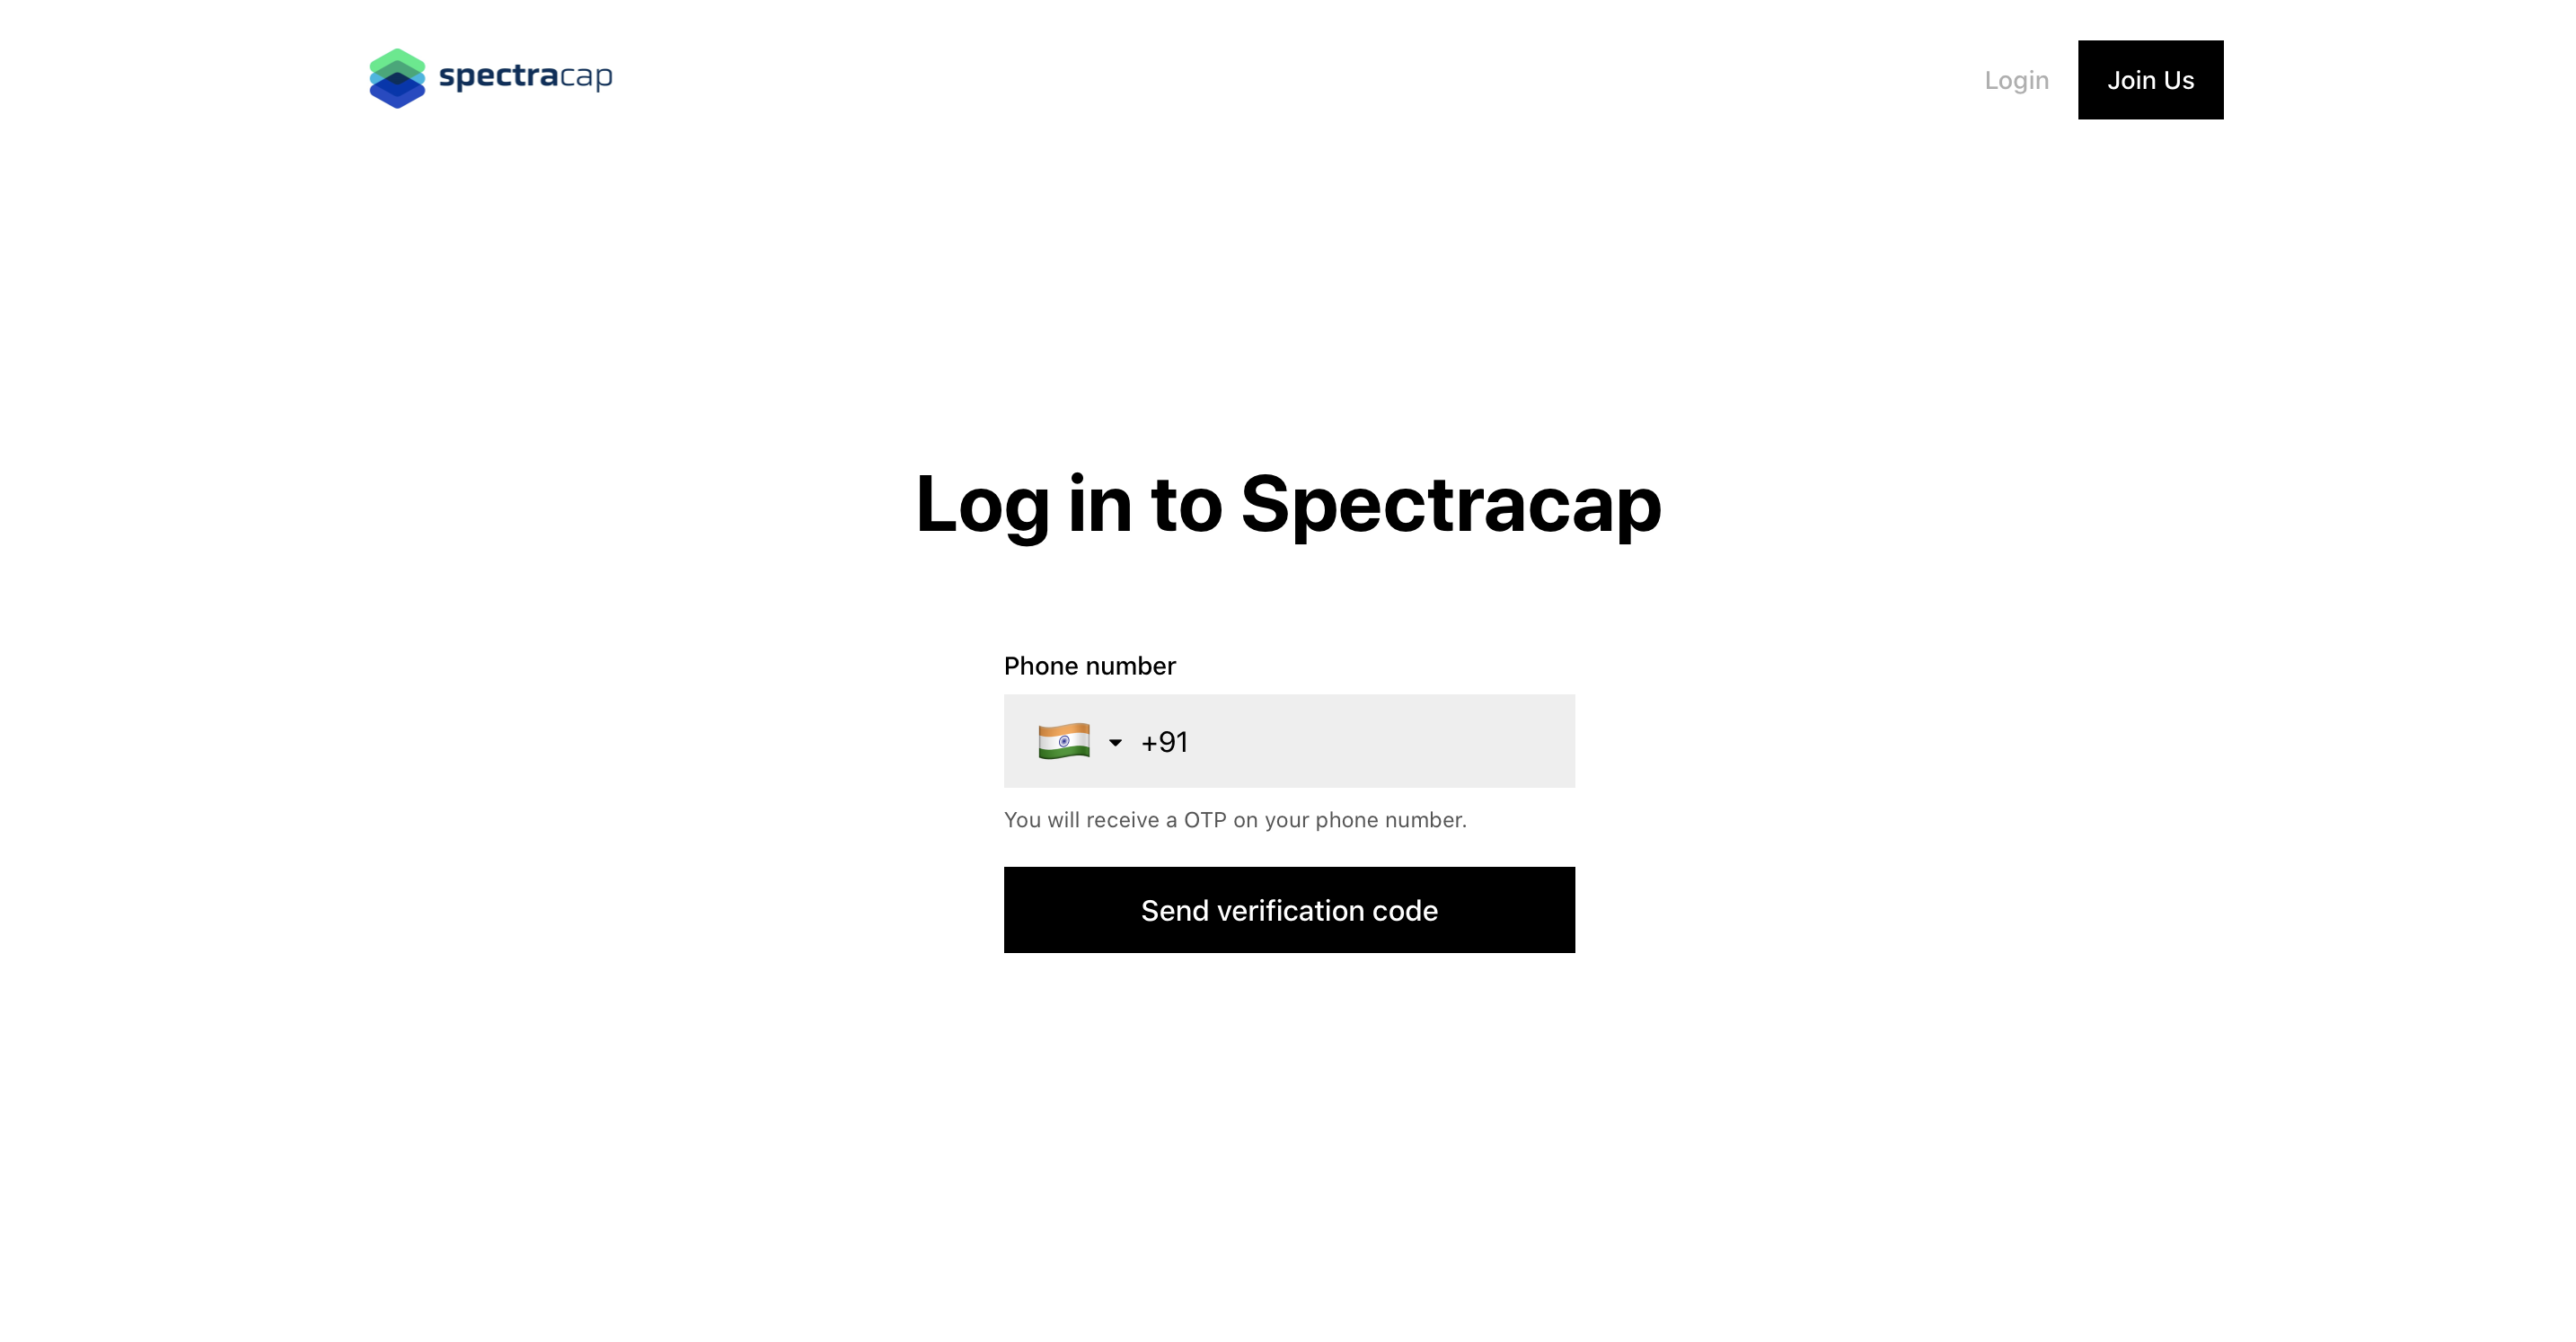 spectracap
Login
Join Us
Log in to Spectracap
Phone number
+91
You will receive a OTP on your phone number.
Send verification code